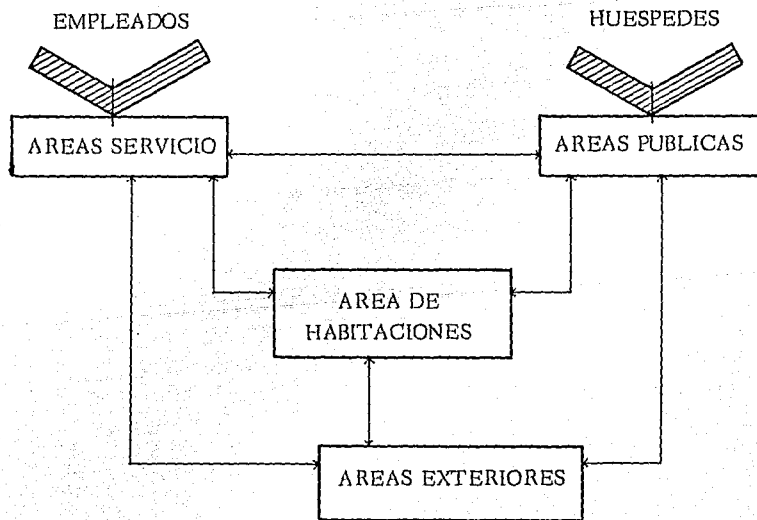 EMPLEADOS
HUESPEDES
AREAS SERVICIO
AREAS PUBLICAS
AREA DE
HABITACIONES
AREAS EXTERIORES